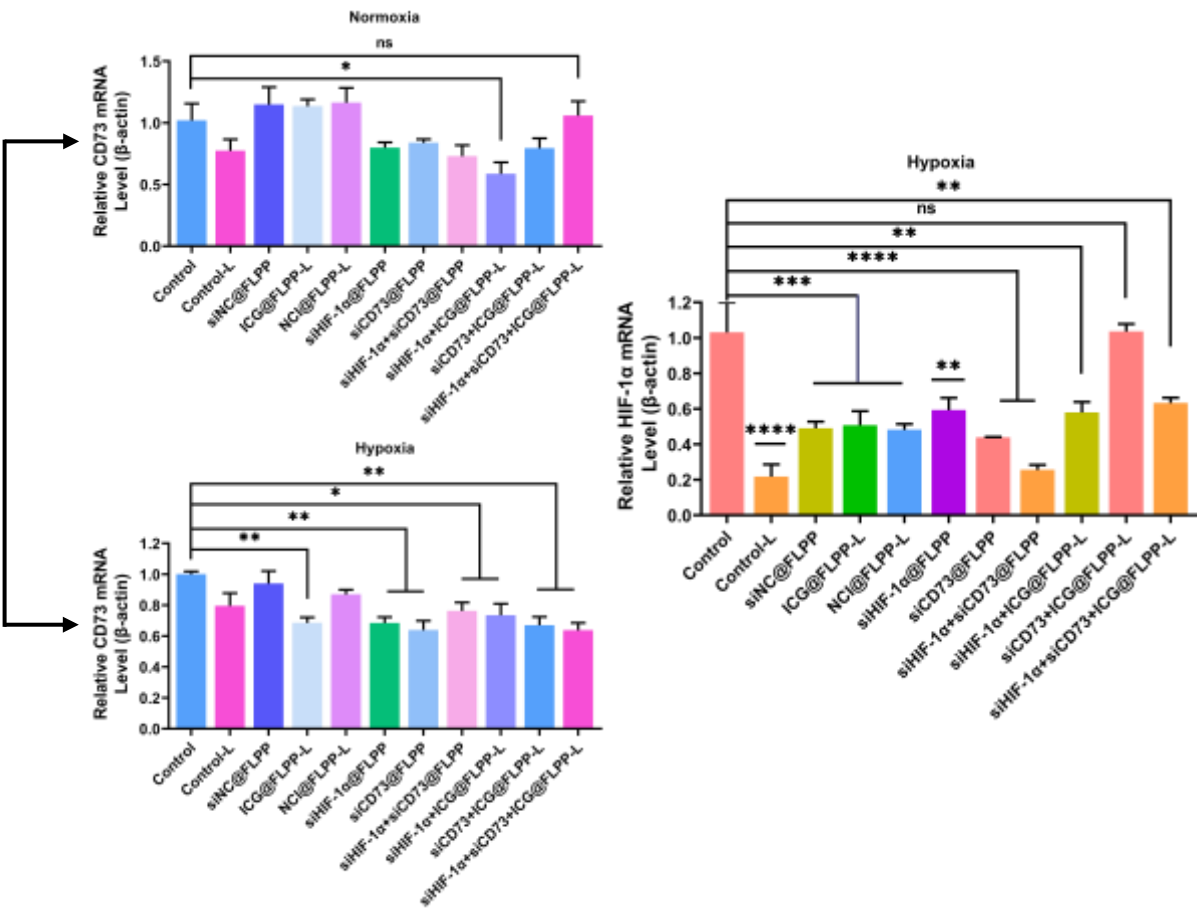 Normoxia
ns
*
Relative CD73 mRNA
Level (β-actin)
1.5
1.0
0.5
0.0
Control
Control-L
siNC@FLPP
ICG@FLPP-L
NCI@FLPP-L
siHIF-1α@FLPP
siCD73@FLPP
siHIF-1α+siCD73@FLPP
siHIF-1α+ICG@FLPP-L
siCD73+ICG@FLPP-L
siHIF-1α+siCD73+ICG@FLPP-L
Hypoxia
**
*
**
**
Relative CD73 mRNA
Level (β-actin)
1.2
1.0
0.8
0.6
0.4
0.2
0.0
Control
Control-L
siNC@FLPP
ICG@FLPP-L
NCI@FLPP-L
siHIF-1α@FLPP
siCD73@FLPP
siHIF-1α+siCD73@FLPP
siHIF-1α+ICG@FLPP-L
siCD73+ICG@FLPP-L
siHIF-1α+siCD73+ICG@FLPP-L
Hypoxia
**
ns
**
****
***
**
****
Relative HIF-1α mRNA
Level (β-actin)
1.2
1.0
0.8
0.6
0.4
0.2
0.0
Control
Control-L
siNC@FLPP
ICG@FLPP-L
NCI@FLPP-L
siHIF-1α@FLPP
siCD73@FLPP
siHIF-1α+siCD73@FLPP
siHIF-1α+ICG@FLPP-L
siCD73+ICG@FLPP-L
siHIF-1α+siCD73+ICG@FLPP-L